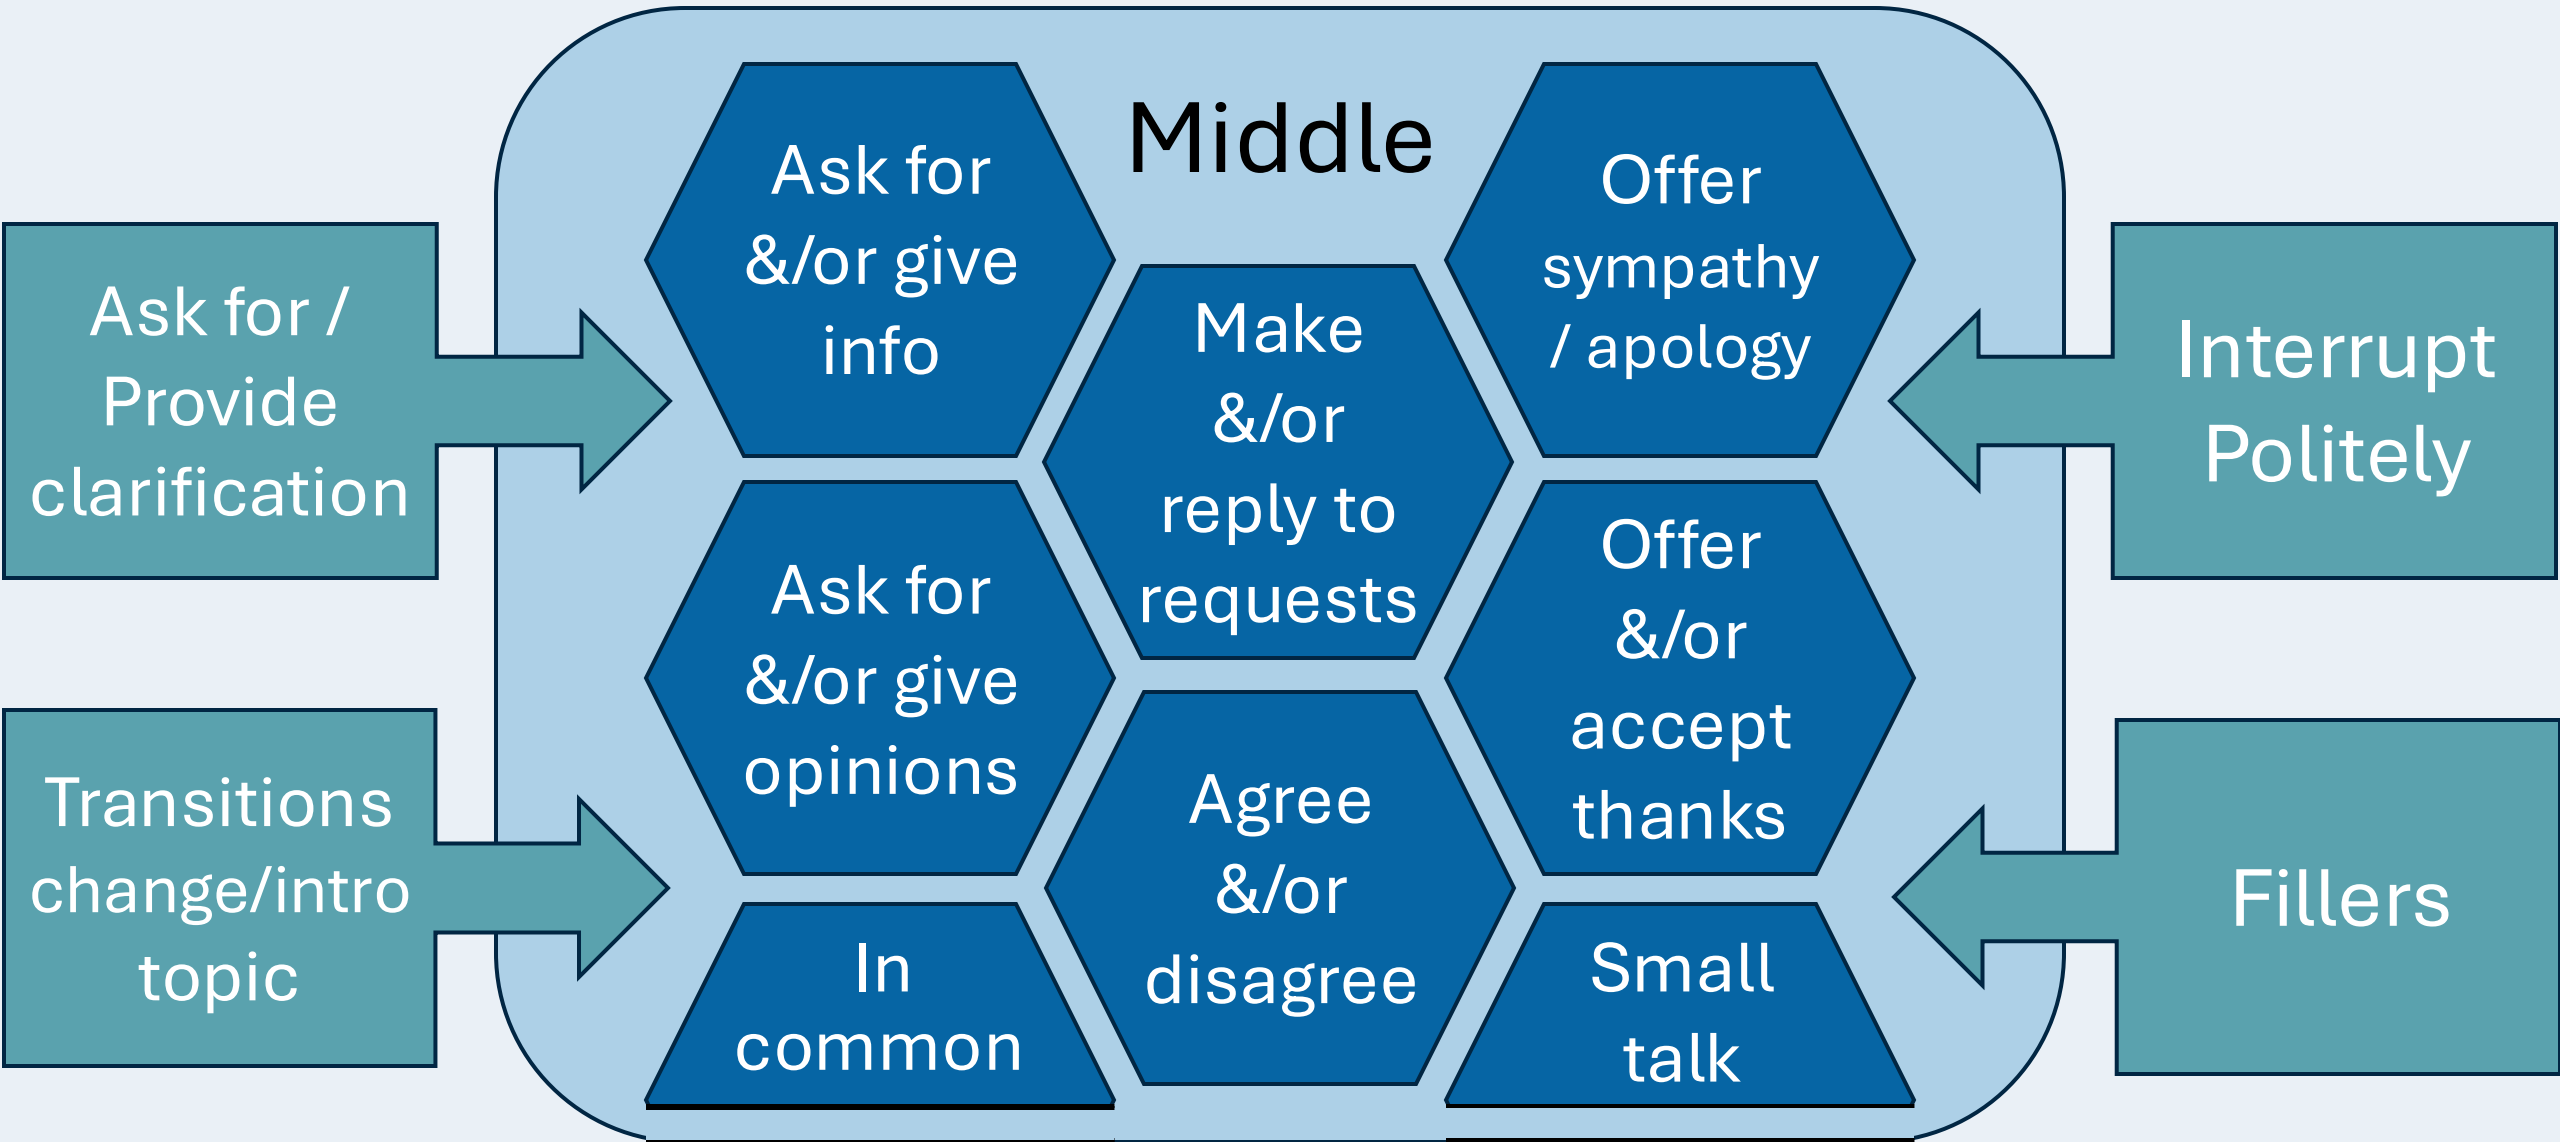 Middle
Ask for
&/or give
info
Offer
sympathy
/ apology
Make
&/or
reply to
requests
Ask for /
Provide
clarification
Interrupt
Politely
Ask for
&/or give
opinions
Offer
&/or
accept
thanks
Agree
&/or
disagree
Transitions
change/intro
topic
Fillers
In
common
Small
talk